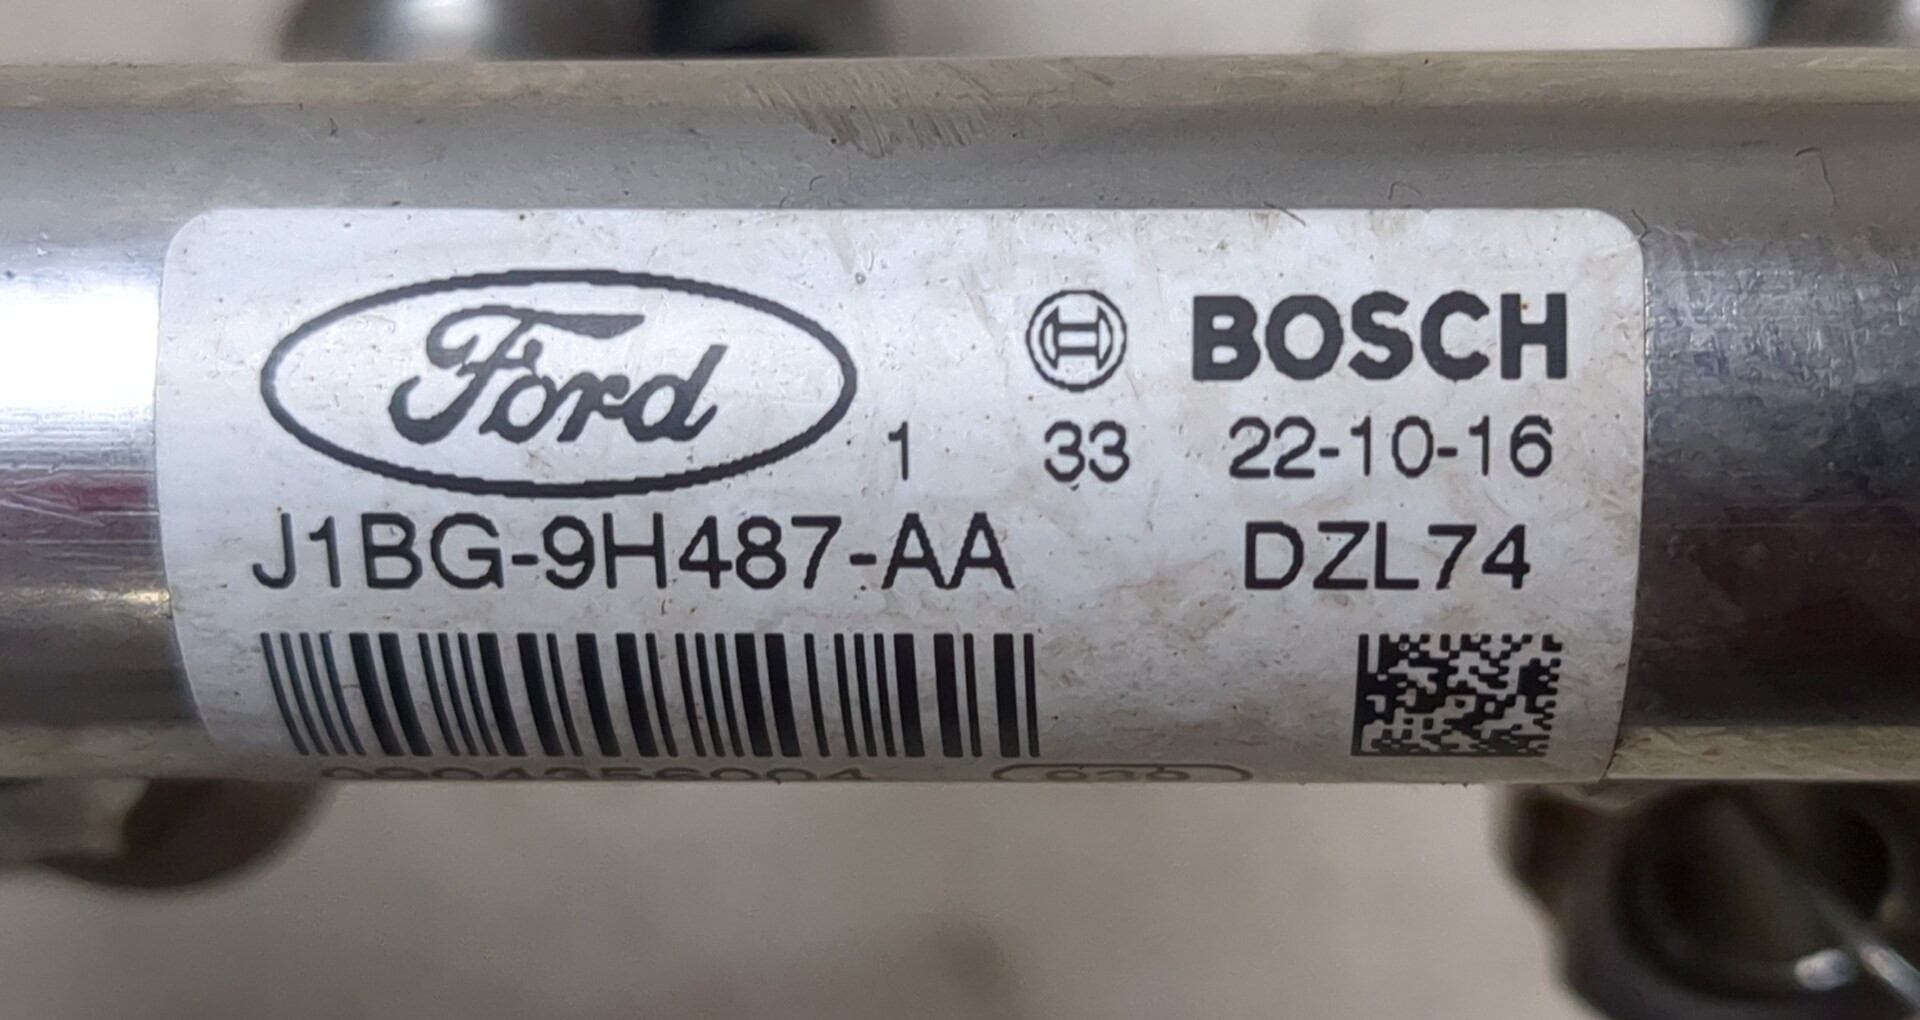 Ford
1
BOSCH
33 22-10-16
J1BG-9H487-AA DZL74